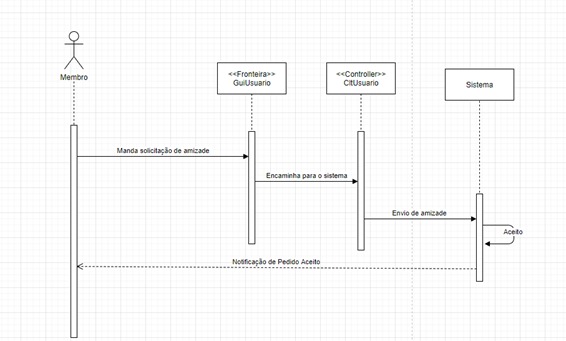 Membro
<<Fronteira>>
GuiUsuario
<<Controller>>
CltUsuario
Sistema
Manda solicitação de amizade
Encaminha para o sistema
Envio de amizade
Aceito
Notificação de Pedido Aceito